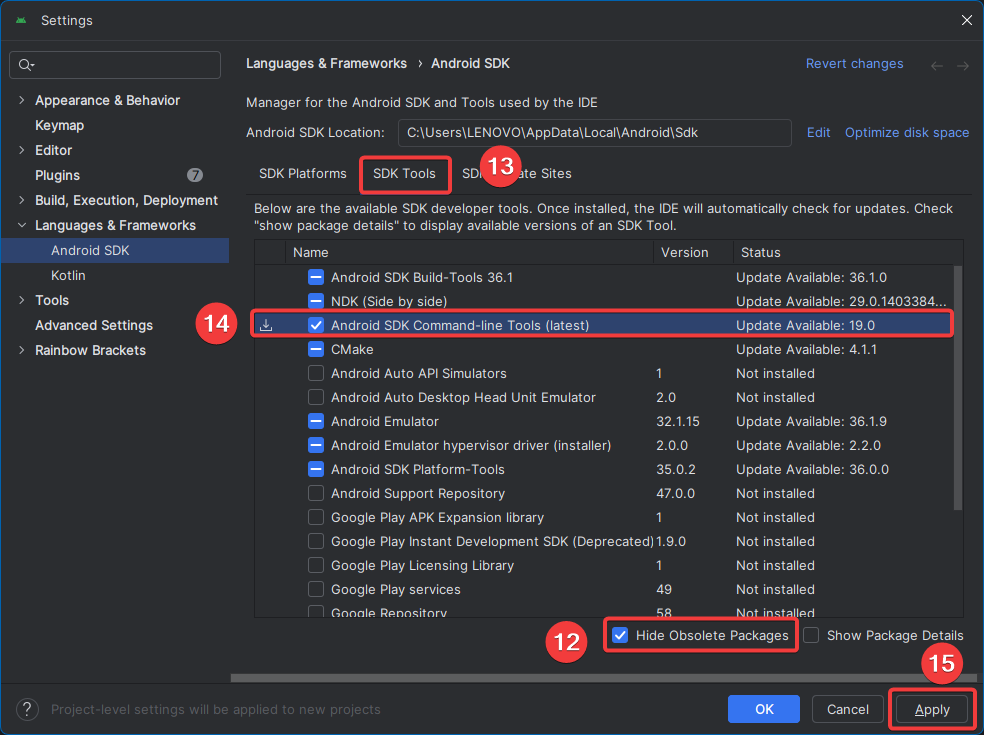 Settings
Languages & Frameworks › Android SDK
Revert changes
Appearance & Behavior
Keymap
Editor
Plugins 7
Build, Execution, Deployment
Languages & Frameworks
Android SDK
Kotlin
Tools
Advanced Settings
Rainbow Brackets
Manager for the Android SDK and Tools used by the IDE
Android SDK Location: C:\Users\LENOVO\AppData\Local\Android\Sdk Edit Optimize disk space
SDK Platforms SDK Tools 13 Sites
Below are the available SDK developer tools. Once installed, the IDE will automatically check for updates. Check
"show package details" to display available versions of an SDK Tool.
Name Version Status
Android SDK Build-Tools 36.1 Update Available: 36.1.0
NDK (Side by side) Update Available: 29.0.1403384...
14 Android SDK Command-line Tools (latest) Update Available: 19.0
CMake Update Available: 4.1.1
Android Auto API Simulators 1 Not installed
Android Auto Desktop Head Unit Emulator 2.0 Not installed
Android Emulator 32.1.15 Update Available: 36.1.9
Android Emulator hypervisor driver (installer) 2.0.0 Update Available: 2.2.0
Android SDK Platform-Tools 35.0.2 Update Available: 36.0.0
Android Support Repository 47.0.0 Not installed
Google Play APK Expansion library 1 Not installed
Google Play Instant Development SDK (Deprecated) 1.9.0 Not installed
Google Play Licensing Library 1 Not installed
Google Play services 49 Not installed
Google Repository 58 Not installed
12 Hide Obsolete Packages Show Package Details
15
? Project-level settings will be applied to new projects
OK Cancel Apply